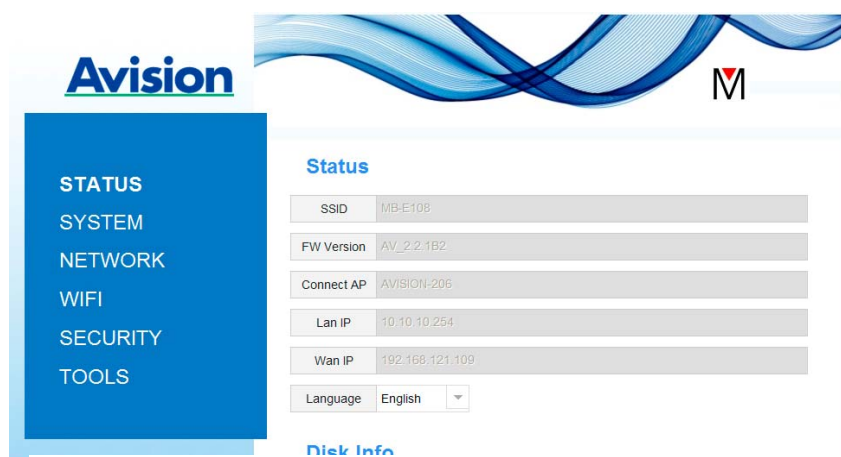 Avision
M
STATUS
SYSTEM
NETWORK
WIFI
SECURITY
TOOLS
Status
SSID MB-E108
FW Version AV_2.2.1B2
Connect AP AVISION-206
Lan IP 10.10.10.254
Wan IP 192.168.121.109
Language English
Disk Info